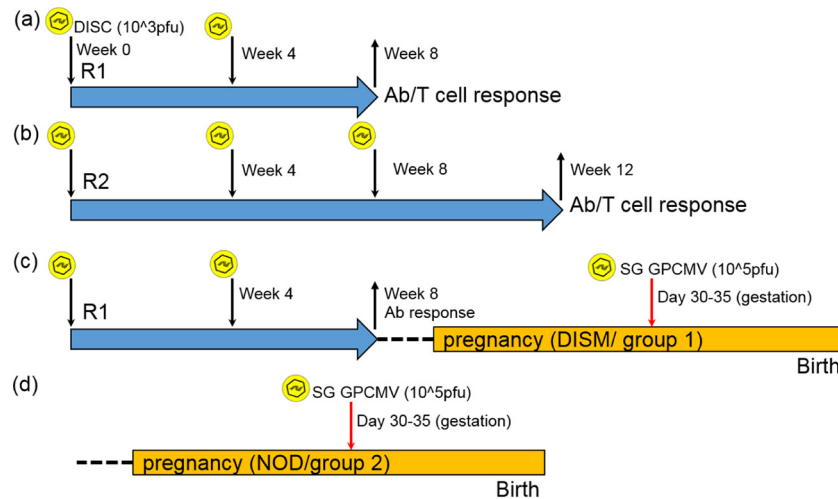 (a)
DISC (10^3pfu)
Week 0
Week 4
Week 8
R1
Ab/T cell response
(b)
Week 4
Week 8
Week 12
R2
Ab/T cell response
(c)
SG GPCMV (10^5pfu)
Week 4
Week 8
Ab response
Day 30-35 (gestation)
R1
pregnancy (DISM/ group 1)
Birth
(d)
SG GPCMV (10^5pfu)
Day 30-35 (gestation)
pregnancy (NOD/group 2)
Birth